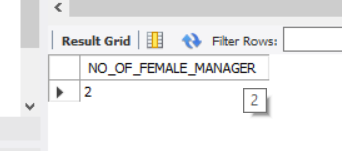 Result Grid Filter Rows:
NO_OF_FEMALE_MANAGER
2
2